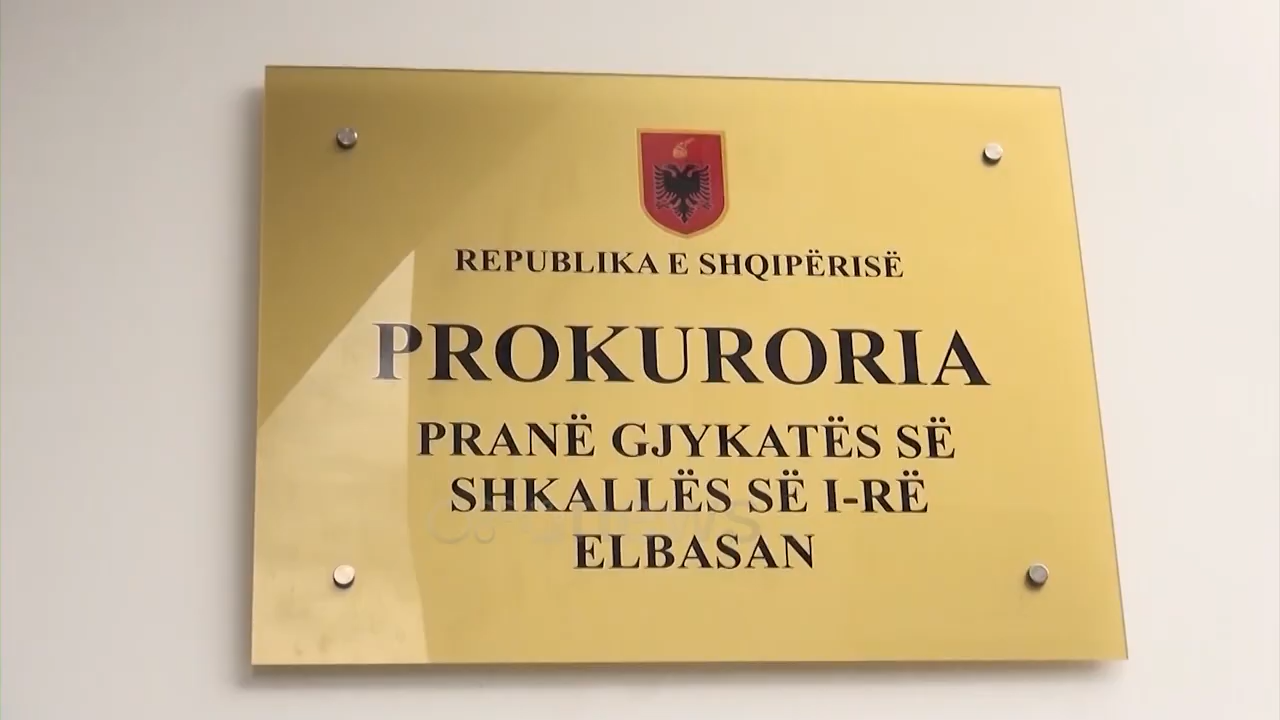 REPUBLIKA E SHQIPËRISË
PROKURORIA
PRANË GJYKATËS SË
SHKALLËS SË I-RË
ELBASAN